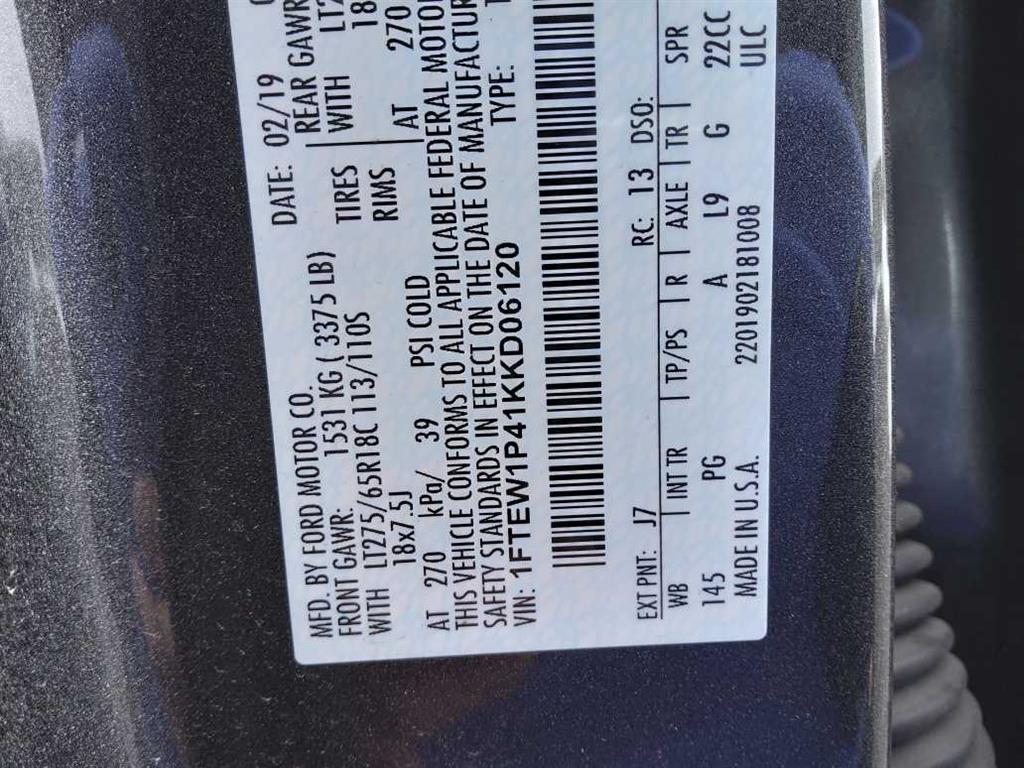 MFD. BY FORD MOTOR CO.
DATE: 02/19
FRONT GAWR: 1531 KG ( 3375 LB)
REAR GAWR
WITH LT275/65R18C 113/110S
TIRES
WITH
18x7.5J
RIMS
18
AT 270 kPa/ 39 PSI COLD
AT 270
THIS VEHICLE CONFORMS TO ALL APPLICABLE FEDERAL MOTOR
SAFETY STANDARDS IN EFFECT ON THE DATE OF MANUFACTUR
VIN: 1FTEW1P41KKD06120
TYPE:
EXT PNT: J7 RC: 13 DSO:
WB | INT TR | TP/PS | R | AXLE | TR | SPR
145 PG A L9 G 22CC
MADE IN U.S.A. 220190218 1008 ULC